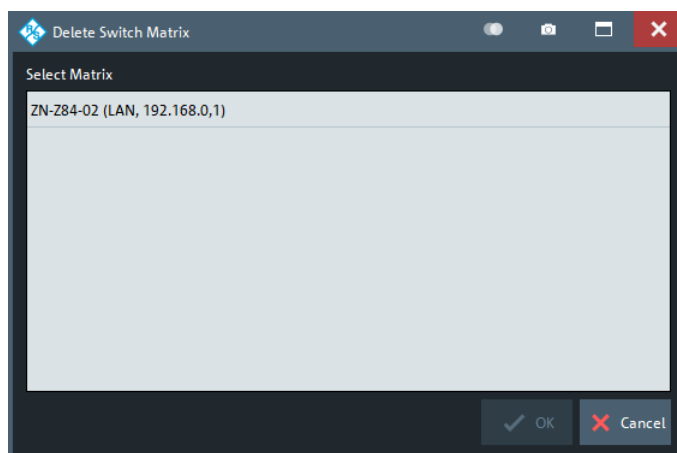 Delete Switch Matrix
Select Matrix
ZN-Z84-02 (LAN, 192.168.0,1)
OK
Cancel